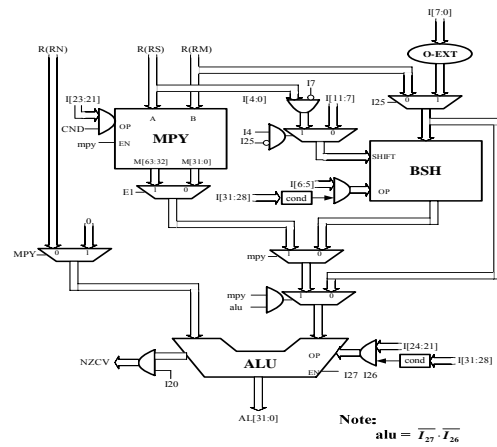 I[7:0]
R(RN) R(RS) R(RM)
O-EXT
I7
I[23:21] I[4:0] I[11:7]
I25 0 1
A B
OP
CND
MPY
I4 1 0
mpy EN
I25
BSH
SHIFT
M[63:32] M[31:0]
I[6:5]
E1 1 0
OP
I[31:28] cond
,0,
0 1
MPY
mpy 1 0
mpy
alu
1 0
I[24:21]
OP
NZCV ALU cond
I[31:28]
EN I27 I26
I20
AL[31:0]
Note:
alu = I27 · I26